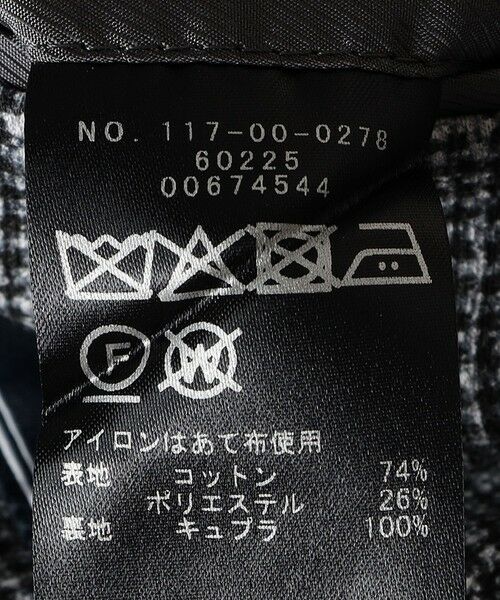 NO. 117-00-0278
60225
00674544
F W
アイロンはあて布使用
表地 コットン 74%
ポリエステル 26%
裏地 キュプラ 100%